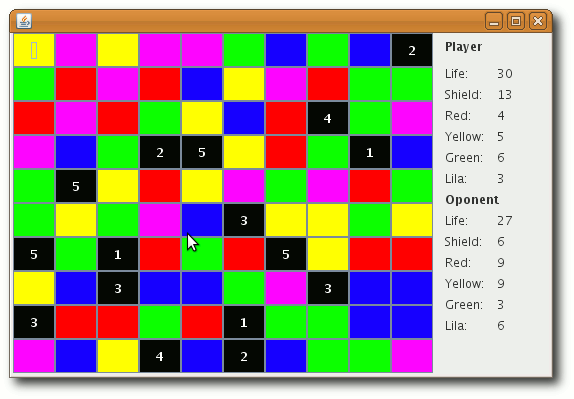 2
4
2 5 1
5
3
5 1 5
3 3
3 1
4 2
Player
Life: 30
Shield: 13
Red: 4
Yellow: 5
Green: 6
Lila: 3
Oponent
Life: 27
Shield: 6
Red: 9
Yellow: 9
Green: 3
Lila: 6